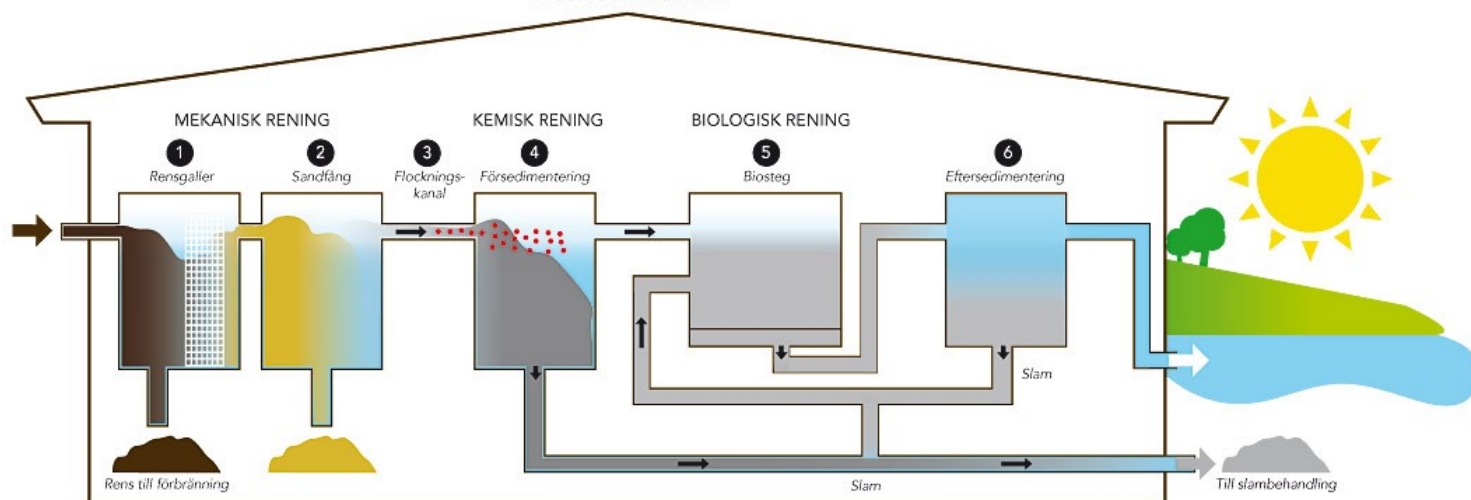 MEKANISK RENING
KEMISK RENING
BIOLOGISK RENING
1
2
3
4
5
6
Rensgaller
Sandfång
Flocknings-
kanal
Försedimentering
Biosteg
Eftersedimentering
Slam
Rens till förbränning
Slam
Till slambehandling